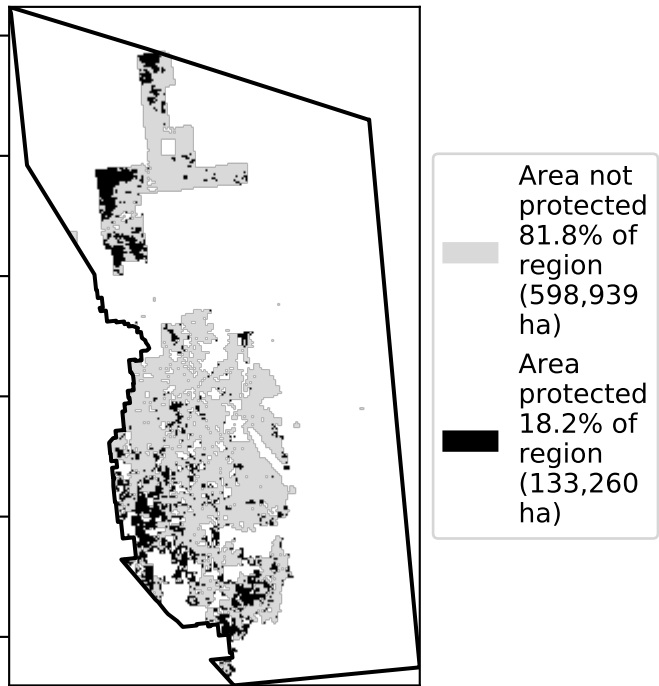 Area not
protected
81.8% of
region
(598,939
ha)
Area
protected
18.2% of
region
(133,260
ha)